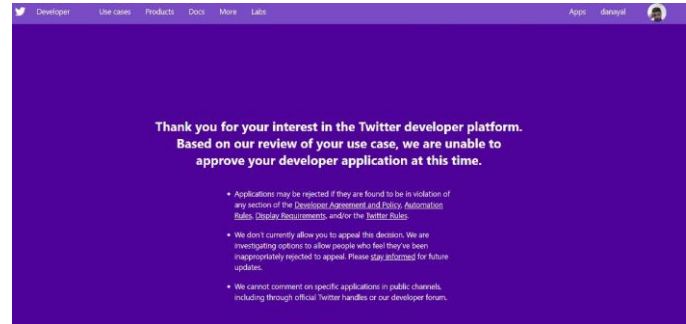 Developer Use cases Products Docs More Labs Apps danayal
Thank you for your interest in the Twitter developer platform.
Based on our review of your use case, we are unable to
approve your developer application at this time.
• Applications may be rejected if they are found to be in violation of
any section of the Developer Agreement and Policy, Automation
Rules, Display Requirements, and/or the Twitter Rules.
• We don't currently allow you to appeal this decision. We are
investigating options to allow people who feel they've been
inappropriately rejected to appeal. Please stay informed for future
updates.
• We cannot comment on specific applications in public channels,
including through official Twitter handles or our developer forum.